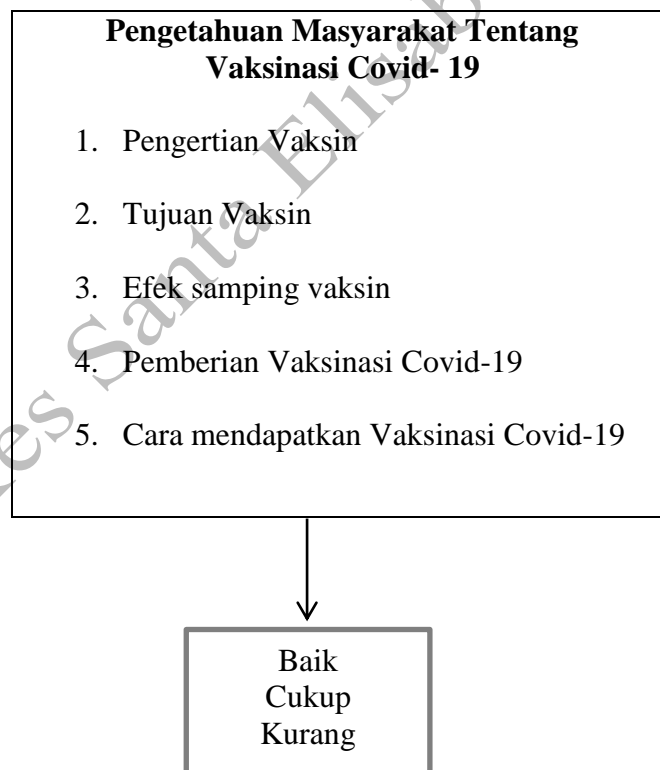 Pengetahuan Masyarakat Tentang
Vaksinasi Covid- 19
1. Pengertian Vaksin
2. Tujuan Vaksin
3. Efek samping vaksin
4. Pemberian Vaksinasi Covid-19
5. Cara mendapatkan Vaksinasi Covid-19
Baik
Cukup
Kurang
Santa